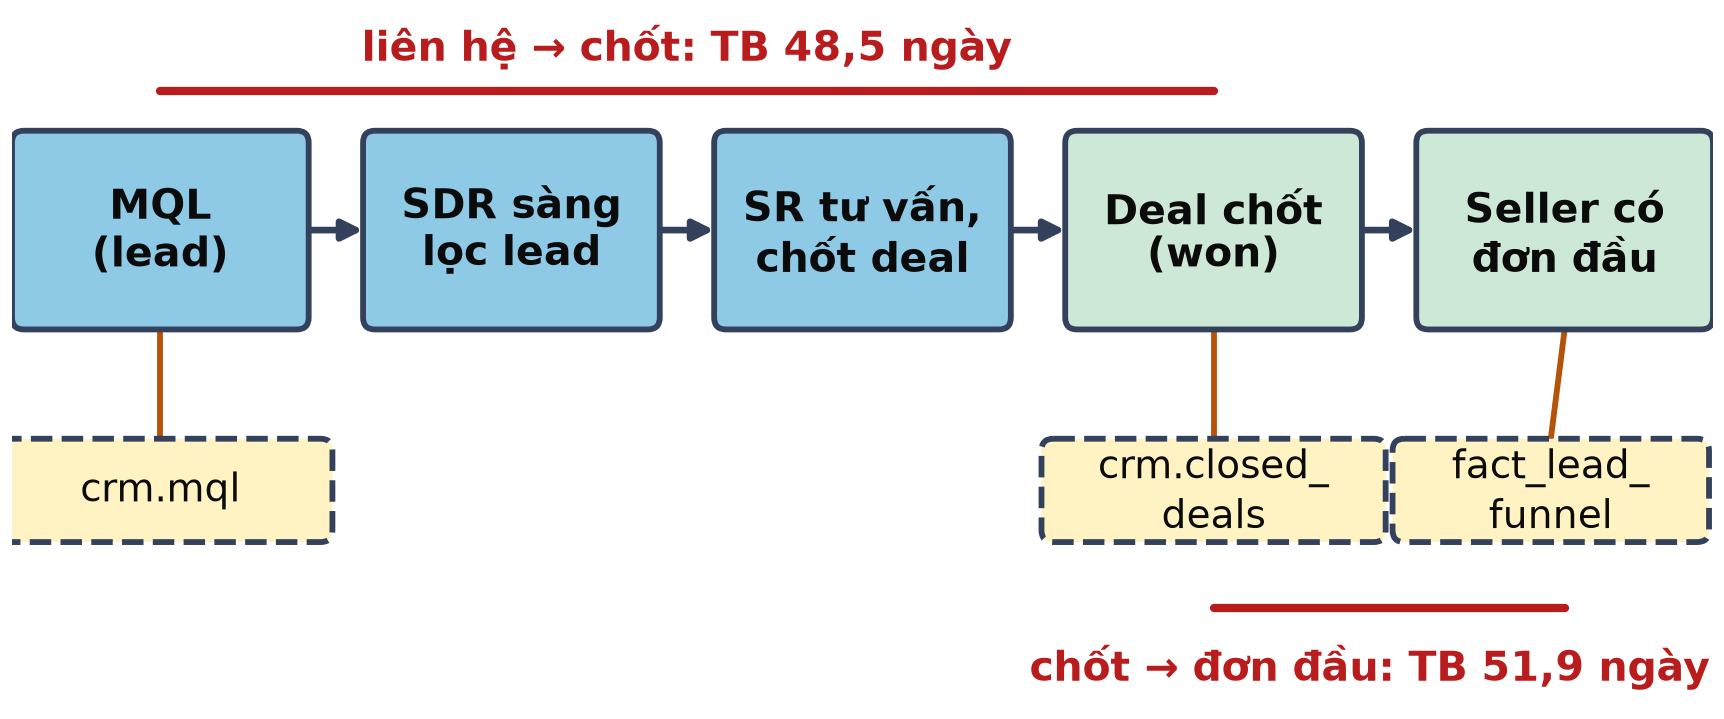 liên hệ → chốt: TB 48,5 ngày
MQL
(lead)
SDR sàng
lọc lead
SR tư vấn,
chốt deal
Deal chốt
(won)
Seller có
đơn đầu
crm.mql
crm.closed_
deals
fact_lead_
funnel
chốt → đơn đầu: TB 51,9 ngày